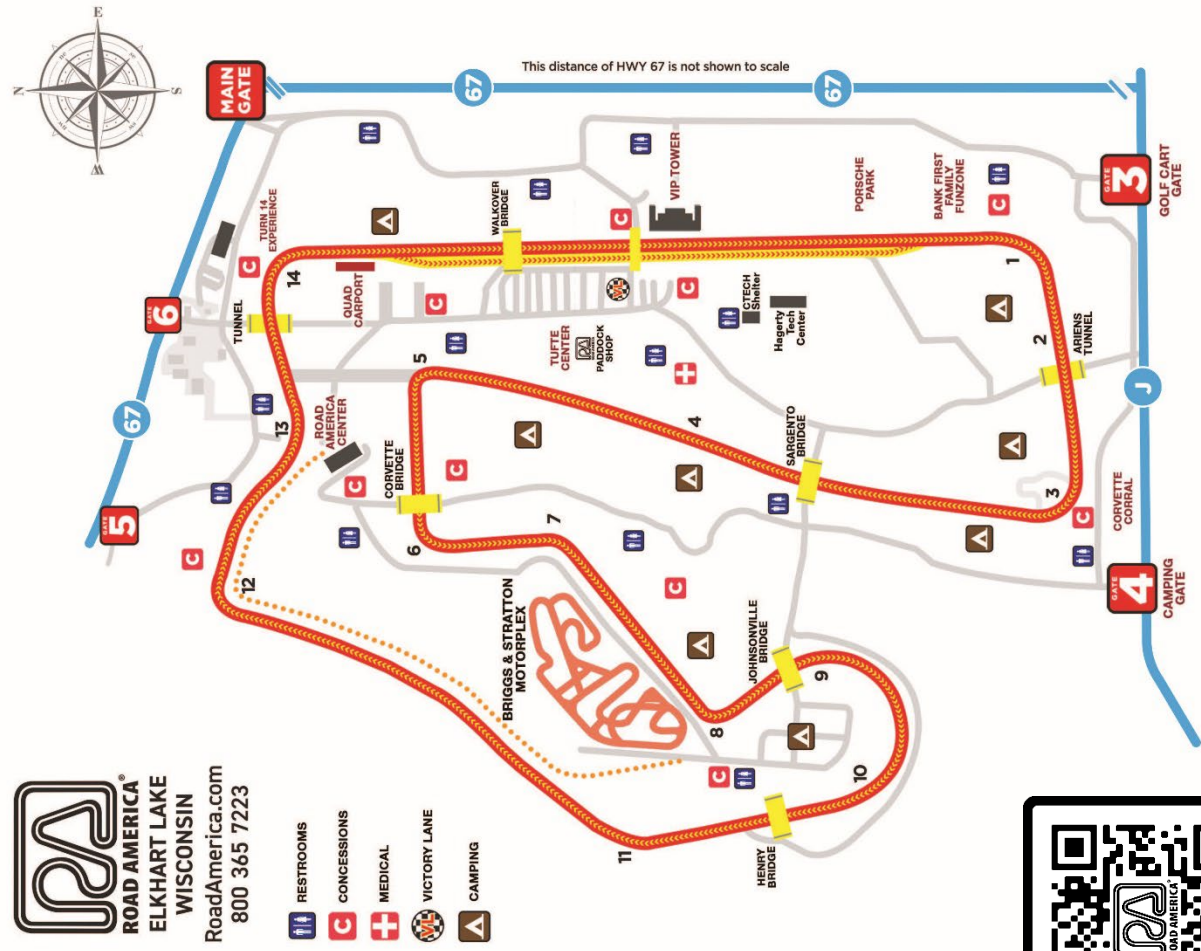 ROAD AMERICA®
ELKHART LAKE
WISCONSIN
RoadAmerica.com
800 365 7223
RESTROOMS
C CONCESSIONS
MEDICAL
VL VICTORY LANE
CAMPING
N
E
S
W
MAIN
GATE
This distance of HWY 67 is not shown to scale
67
67
67
GATE
6
GATE
5
TUNNEL
TURN 14
EXPERIENCE
C
14
QUAD
CARPORT
WALKOVER
BRIDGE
C
VIP TOWER
PORSCHE
PARK
BANK FIRST
FAMILY
FUNZONE
C
GATE
3
GOLF CART
GATE
13
ROAD
AMERICA
CENTER
C
VL
C
TUFTE
CENTER
PADDOCK
SHOP
CTECH
Shelter
Hagerty
Tech
Center
1
2
ARIENS
TUNNEL
J
5
4
CORVETTE
BRIDGE
C
C
SARGENTO
BRIDGE
3
C
CORVETTE
CORRAL
GATE
4
CAMPING
GATE
C
12
6
7
C
BRIGGS & STRATTON
MOTORPLEX
JOHNSONVILLE
BRIDGE
8
9
C
10
11
HENRY
BRIDGE
ROAD AMERICA®